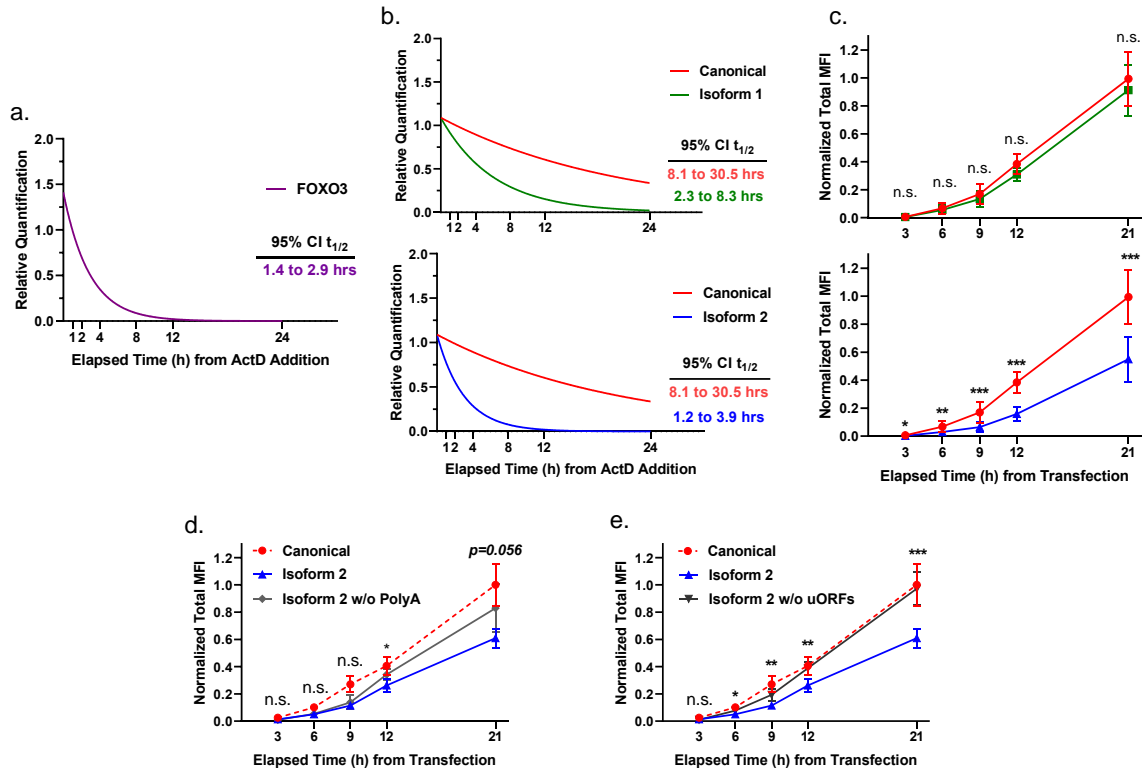 a.
2.0
1.5
1.0
0.5
0.0
Relative Quantification
FOXO3
95% CI t1/2
1.4 to 2.9 hrs
1 2 4 8 12 24
Elapsed Time (h) from ActD Addition
b.
2.0
1.5
1.0
0.5
0.0
Relative Quantification
Canonical
Isoform 1
95% CI t1/2
8.1 to 30.5 hrs
2.3 to 8.3 hrs
1 2 4 8 12 24
2.0
1.5
1.0
0.5
0.0
Relative Quantification
Canonical
Isoform 2
95% CI t1/2
8.1 to 30.5 hrs
1.2 to 3.9 hrs
1 2 4 8 12 24
Elapsed Time (h) from ActD Addition
c.
1.2
1.0
0.8
0.6
0.4
0.2
0.0
Normalized Total MFI
n.s. n.s. n.s. n.s. n.s.
3 6 9 12 21
1.2
1.0
0.8
0.6
0.4
0.2
0.0
Normalized Total MFI
* ** *** *** ***
3 6 9 12 21
Elapsed Time (h) from Transfection
d.
Canonical
Isoform 2
Isoform 2 w/o PolyA
1.2
1.0
0.8
0.6
0.4
0.2
0.0
Normalized Total MFI
n.s. n.s. n.s. * p=0.056
3 6 9 12 21
Elapsed Time (h) from Transfection
e.
Canonical
Isoform 2
Isoform 2 w/o uORFs
1.2
1.0
0.8
0.6
0.4
0.2
0.0
Normalized Total MFI
n.s. * ** ** ***
3 6 9 12 21
Elapsed Time (h) from Transfection